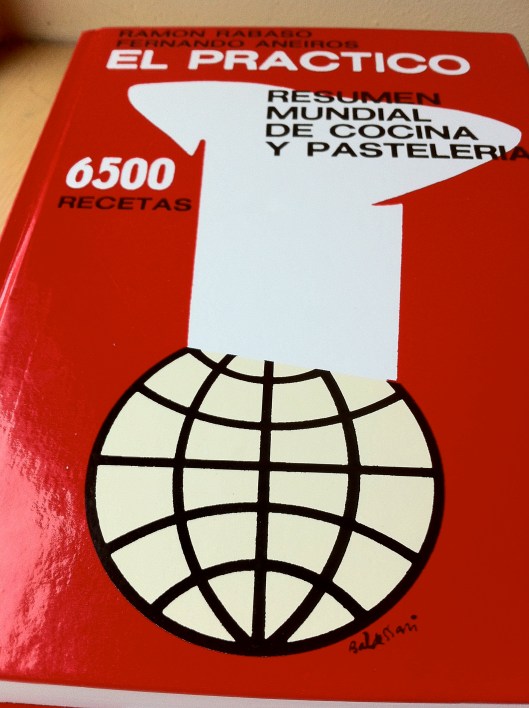 RAMON RABASO
FERNANDO ANEIROS
EL PRACTICO
RESUMEN
MUNDIAL
DE COCINA
Y PASTELERIA
6500
RECETAS